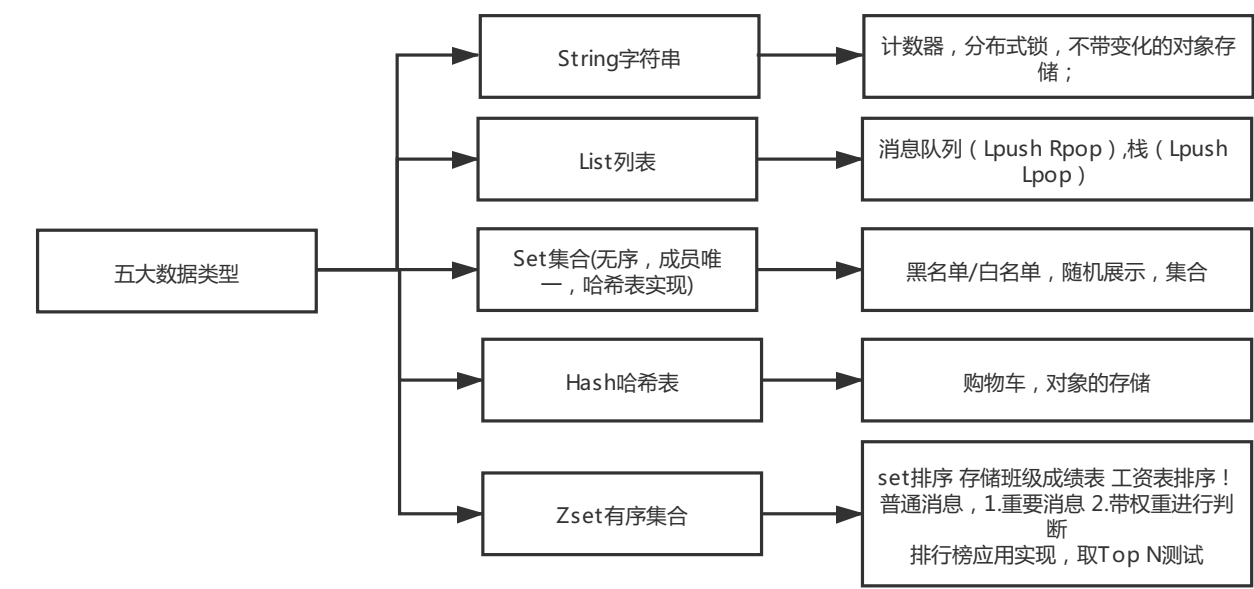 五大数据类型
String字符串
计数器，分布式锁，不带变化的对象存
储；
List列表
消息队列（Lpush Rpop）,栈（Lpush
Lpop）
Set集合(无序，成员唯
一，哈希表实现)
黑名单/白名单，随机展示，集合
Hash哈希表
购物车，对象的存储
Zset有序集合
set排序 存储班级成绩表 工资表排序！
普通消息，1.重要消息 2.带权重进行判
断
排行榜应用实现，取Top N测试